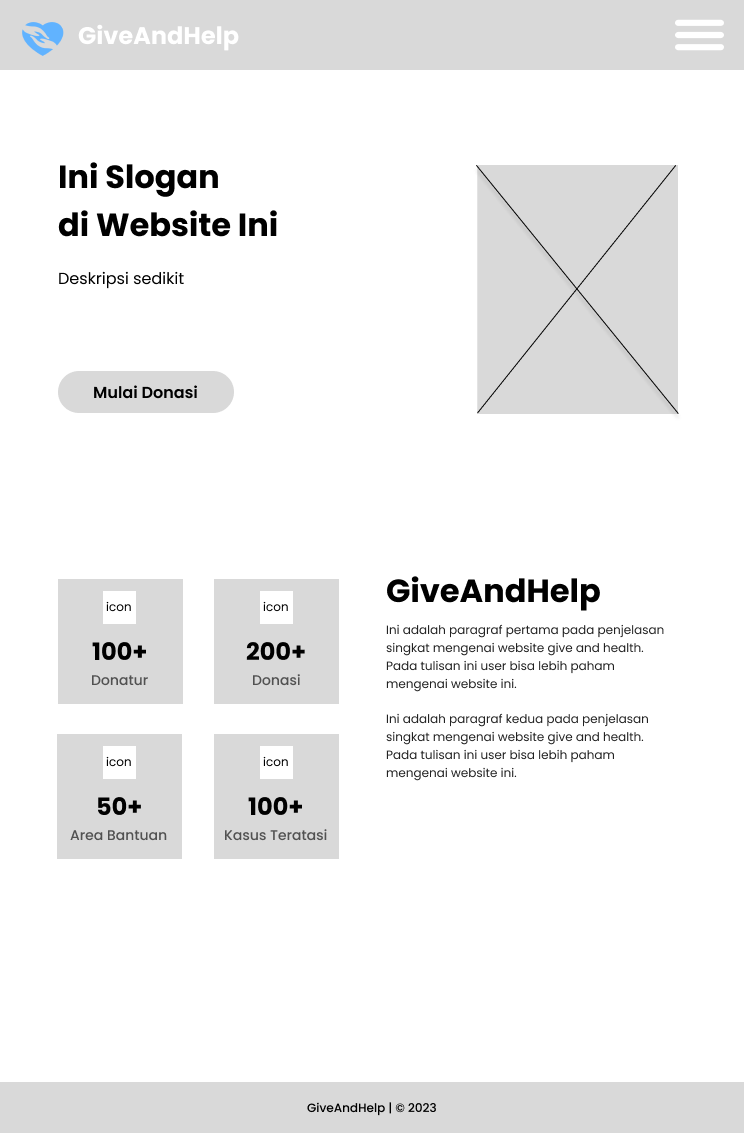 GiveAndHelp
Ini Slogan
di Website Ini
Deskripsi sedikit
Mulai Donasi
icon
100+
Donatur
icon
200+
Donasi
icon
50+
Area Bantuan
icon
100+
Kasus Teratasi
GiveAndHelp
Ini adalah paragraf pertama pada penjelasan
singkat mengenai website give and health.
Pada tulisan ini user bisa lebih paham
mengenai website ini.
Ini adalah paragraf kedua pada penjelasan
singkat mengenai website give and health.
Pada tulisan ini user bisa lebih paham
mengenai website ini.
GiveAndHelp | © 2023